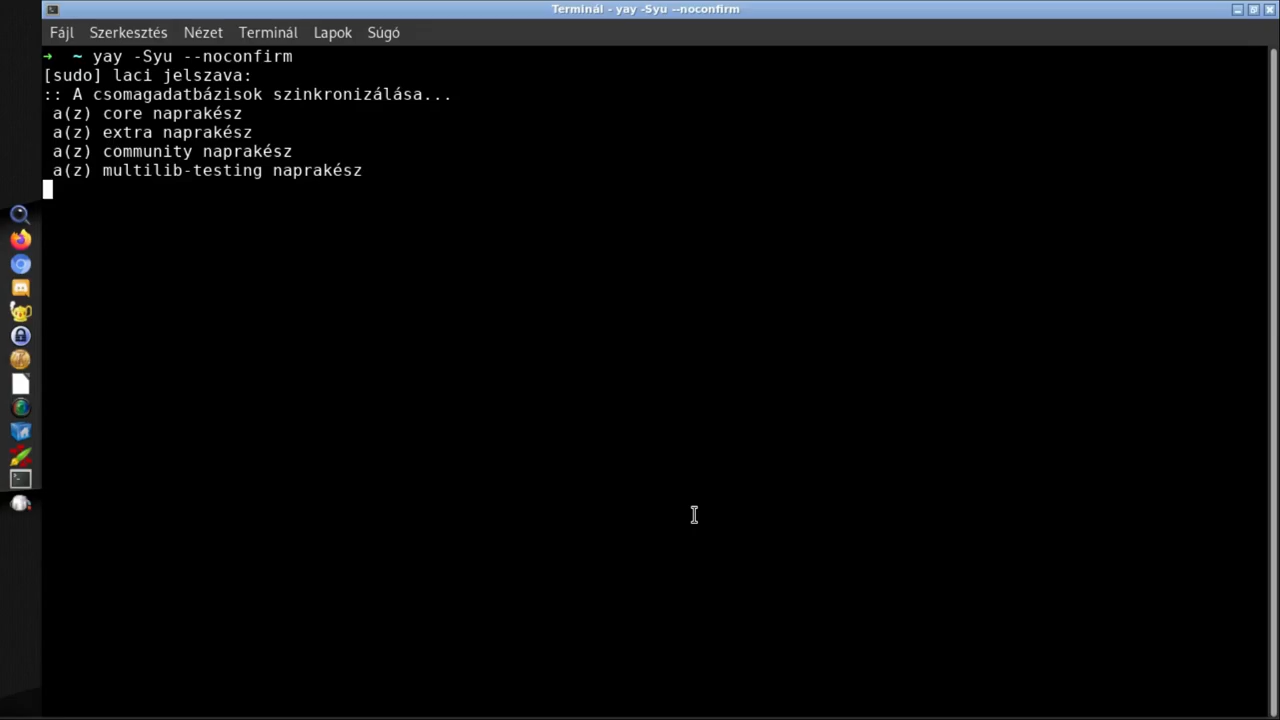 Terminál - yay -Syu --noconfirm
Fájl Szerkesztés Nézet Terminál Lapok Súgó
➜ ~ yay -Syu --noconfirm
[sudo] laci jelszava:
:: A csomagadatbázisok szinkronizálása...
a(z) core naprakész
a(z) extra naprakész
a(z) community naprakész
a(z) multilib-testing naprakész